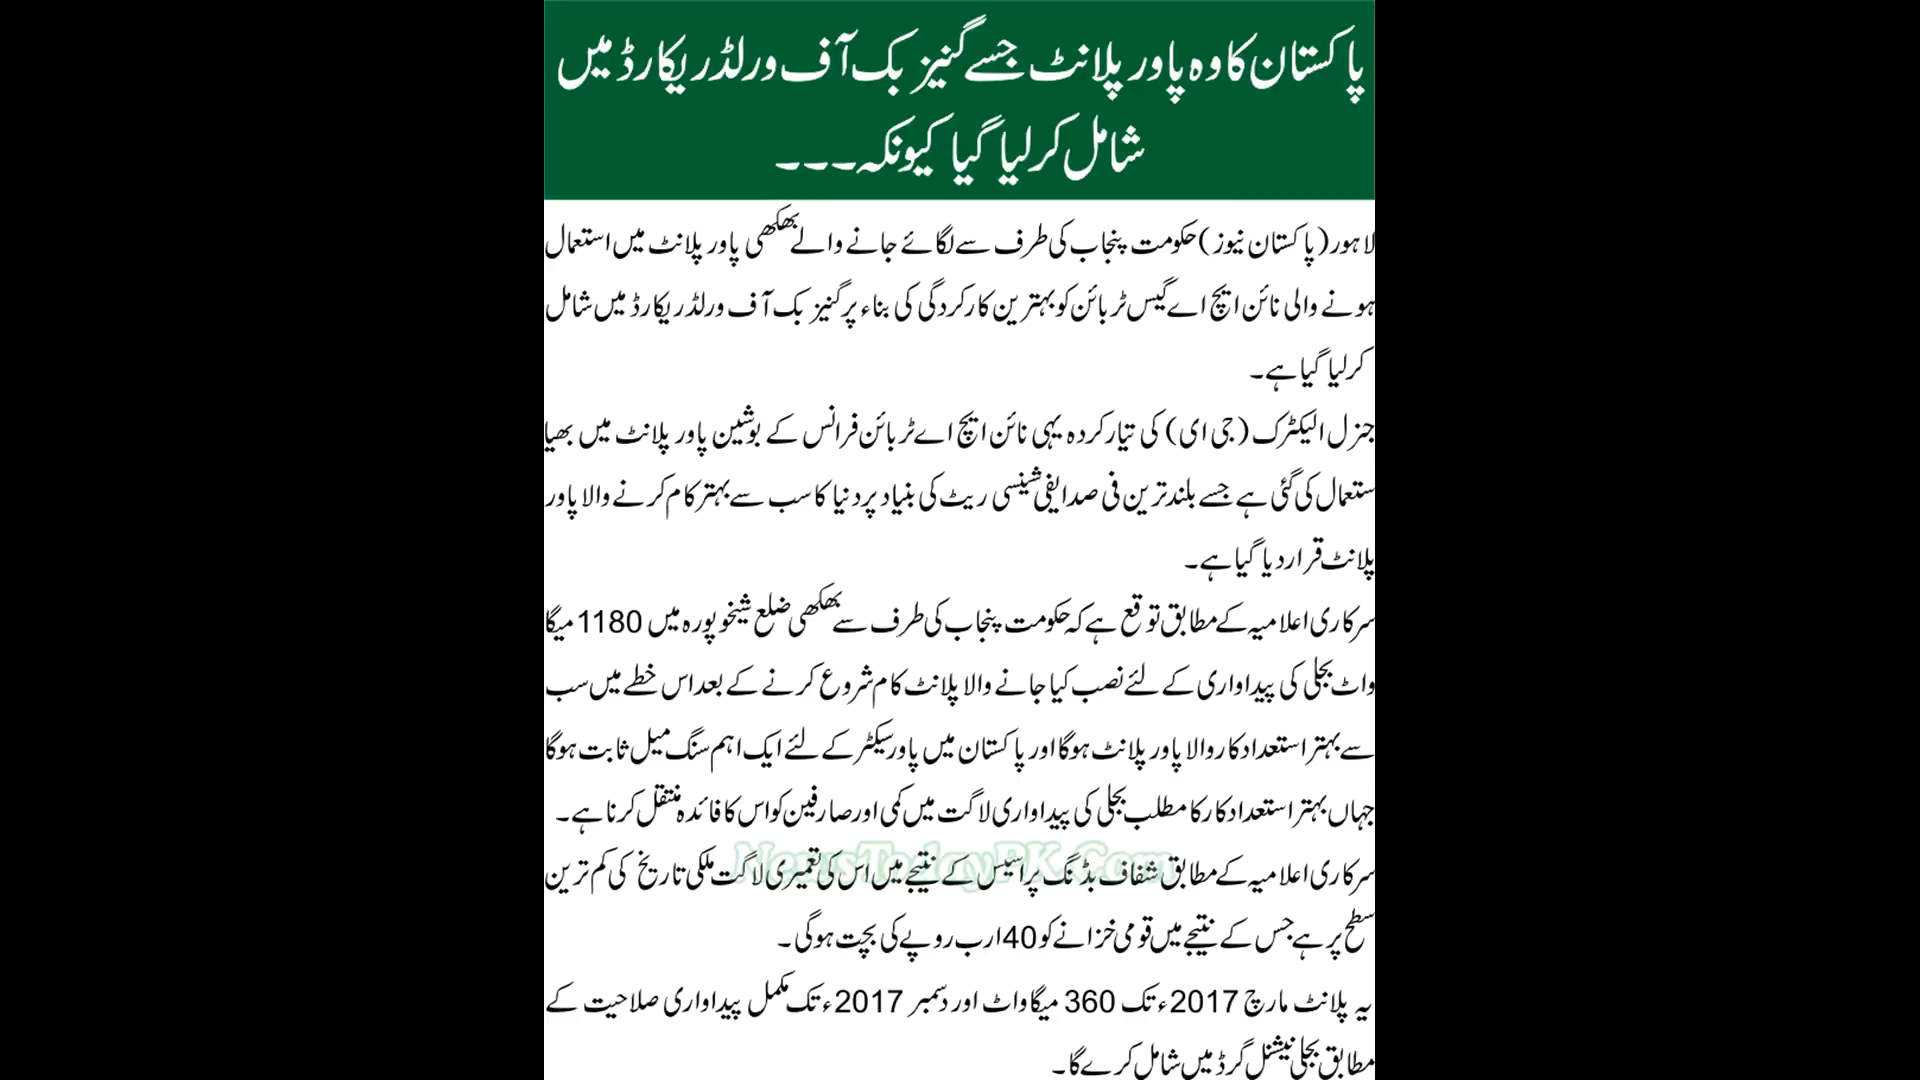 پاکستان کا وہ پاور پلانٹ جسے گنیز بک آف ورلڈ ریکارڈ میں
شامل کر لیا گیا کیونکہ۔۔۔
لاہور(پاکستان نیوز)حکومت پنجاب کی طرف سے لگائے جانے والے بھکھی پاور پلانٹ میں استعمال
ہونے والی نائن ایچ اے گیس ٹربائن کو بہترین کارکردگی کی بناء پر گنیز بک آف ورلڈ ریکارڈ میں شامل
کر لیا گیا ہے۔
جنرل الیکٹرک (جی ای) کی تیار کردہ یہی نائن ایچ اے ٹربائن فرانس کے بوشین پاور پلانٹ میں بھیا
ستعمال کی گئی ہے جسے بلند ترین فی صد ایفی شینسی ریٹ کی بنیاد پر دنیا کا سب سے بہتر کام کرنے والا پاور
پلانٹ قرار دیا گیا ہے۔
سرکاری اعلامیہ کے مطابق توقع ہے کہ حکومت پنجاب کی طرف سے بھکھی ضلع شیخوپورہ میں 1180 میگا
واٹ بجلی کی پیداواری کے لئے نصب کیا جانے والا پلانٹ کام شروع کرنے کے بعد اس خطے میں سب
سے بہتر استعداد کار والا پاور پلانٹ ہوگا اور پاکستان میں پاور سیکٹر کے لئے ایک اہم سنگ میل ثابت ہوگا
جہاں بہتر استعداد کار کا مطلب بجلی کی پیداواری لاگت میں کمی اور صارفین کو اس کا فائدہ منتقل کرنا ہے۔
NewsTodayPK.Com
سرکاری اعلامیہ کے مطابق شفاف بڈنگ پراسیس کے نتیجے میں اس کی تعمیری لاگت ملکی تاریخ کی کم ترین
سطح پر ہے جس کے نتیجے میں قومی خزانے کو 40 ارب روپے کی بچت ہوگی۔
یہ پلانٹ مارچ 2017ء تک 360 میگاواٹ اور دسمبر 2017ء تک مکمل پیداواری صلاحیت کے
مطابق بجلی نیشنل گرڈ میں شامل کرے گا۔